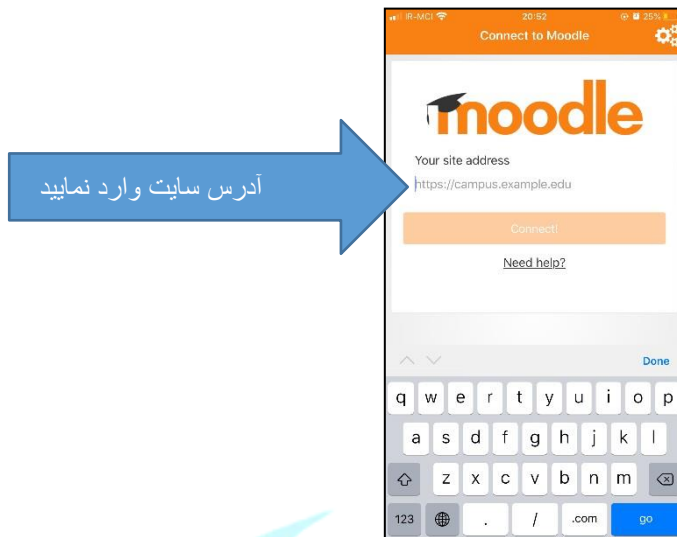 IR-MCI 20:52 25%
Connect to Moodle
moodle
Your site address
آدرس سایت وارد نمایید
https://campus.example.edu
Connect!
Need help?
Done
q w e r t y u i o p
a s d f g h j k l
z x c v b n m
123 . / .com go